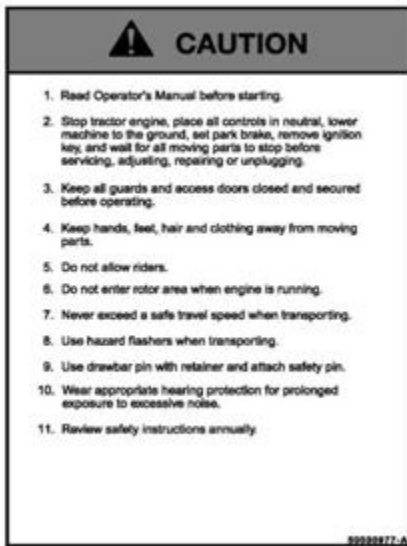 CAUTION
1. Read Operator's Manual before starting.
2. Stop tractor engine, place all controls in neutral, lower
machine to the ground, set park brake, remove ignition
key, and wait for all moving parts to stop before
servicing, adjusting, repairing or unplugging.
3. Keep all guards and access doors closed and secured
before operating.
4. Keep hands, feet, hair and clothing away from moving
parts.
5. Do not allow riders.
6. Do not enter rotor area when engine is running.
7. Never exceed a safe travel speed when transporting.
8. Use hazard flashers when transporting.
9. Use drawbar pin with retainer and attach safety pin.
10. Wear appropriate hearing protection for prolonged
exposure to excessive noise.
11. Review safety instructions annually.